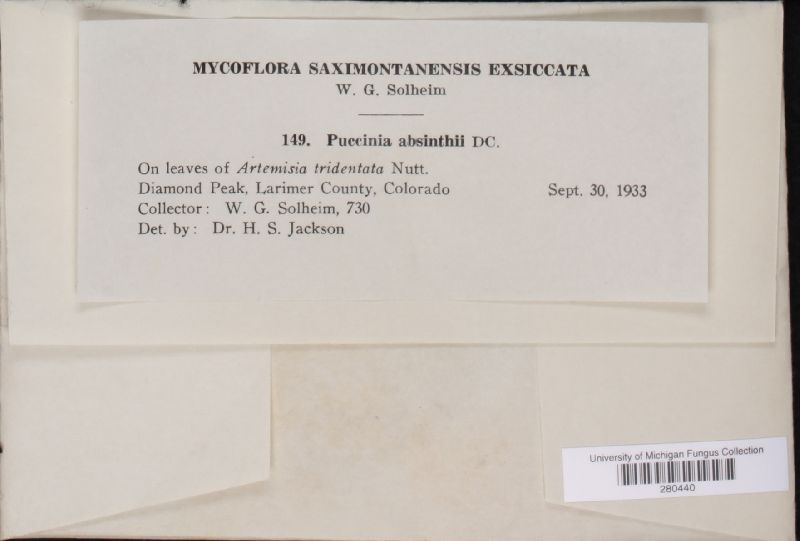 MYCOFLORA SAXIMONTANENSIS EXSICCATA
W. G. Solheim
149. Puccinia absinthii DC.
On leaves of Artemisia tridentata Nutt.
Diamond Peak, Larimer County, Colorado Sept. 30, 1933
Collector: W. G. Solheim, 730
Det. by: Dr. H. S. Jackson
University of Michigan Fungus Collection
280440